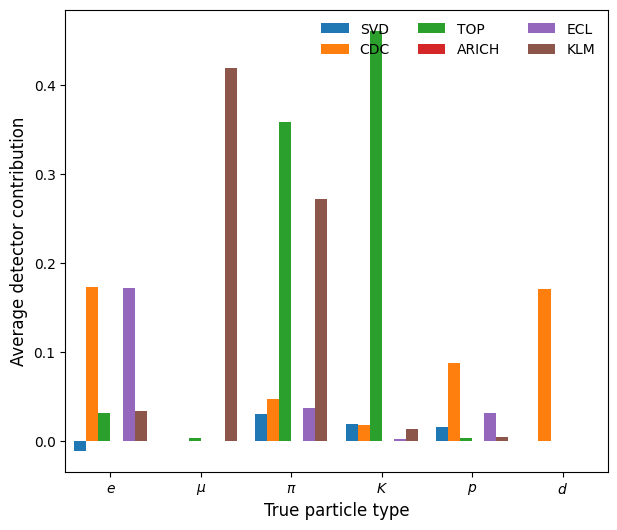 SVD TOP ECL
CDC ARICH KLM
0.4
0.3
0.2
0.1
0.0
Average detector contribution
e μ π K p d
True particle type